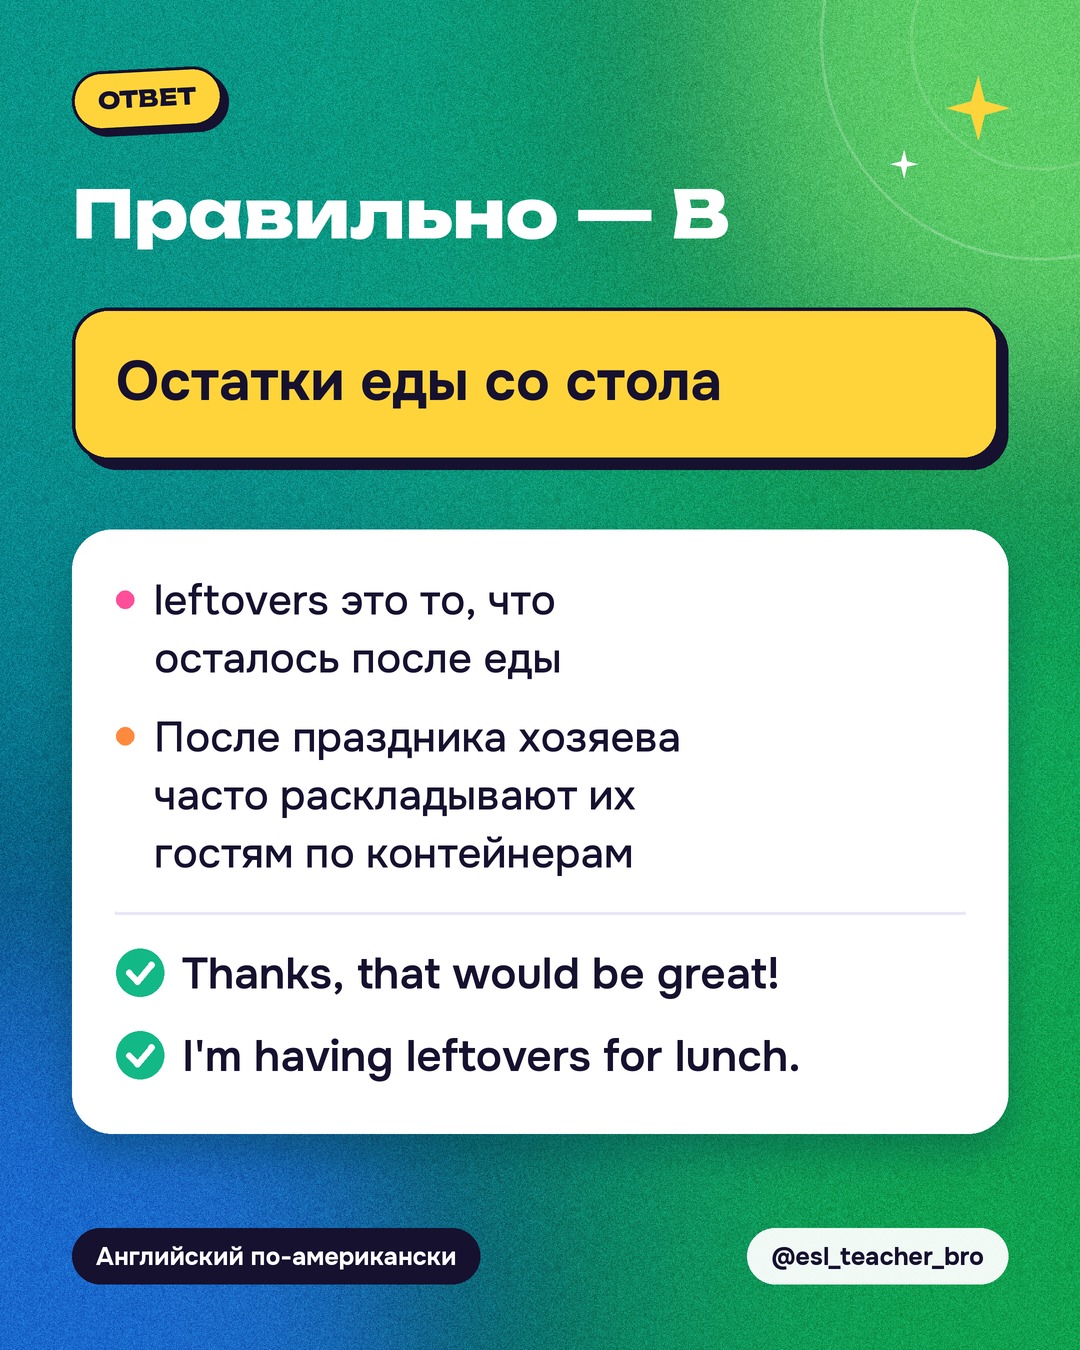 ОТВЕТ
Правильно — B
Остатки еды со стола
leftovers это то, что
осталось после еды
После праздника хозяева
часто раскладывают их
гостям по контейнерам
Thanks, that would be great!
I'm having leftovers for lunch.
Английский по-американски
@esl_teacher_bro